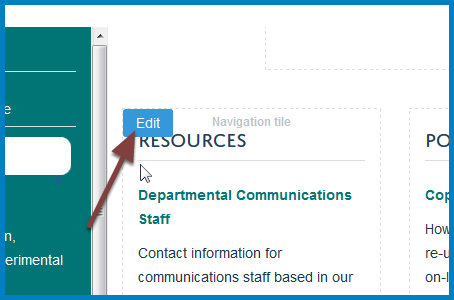 e
n,
erimental
Edit
Navigation tile
RESOURCES
Departmental Communications
Staff
Contact information for
communications staff based in our
PO
Cop
How
re-u
on-l